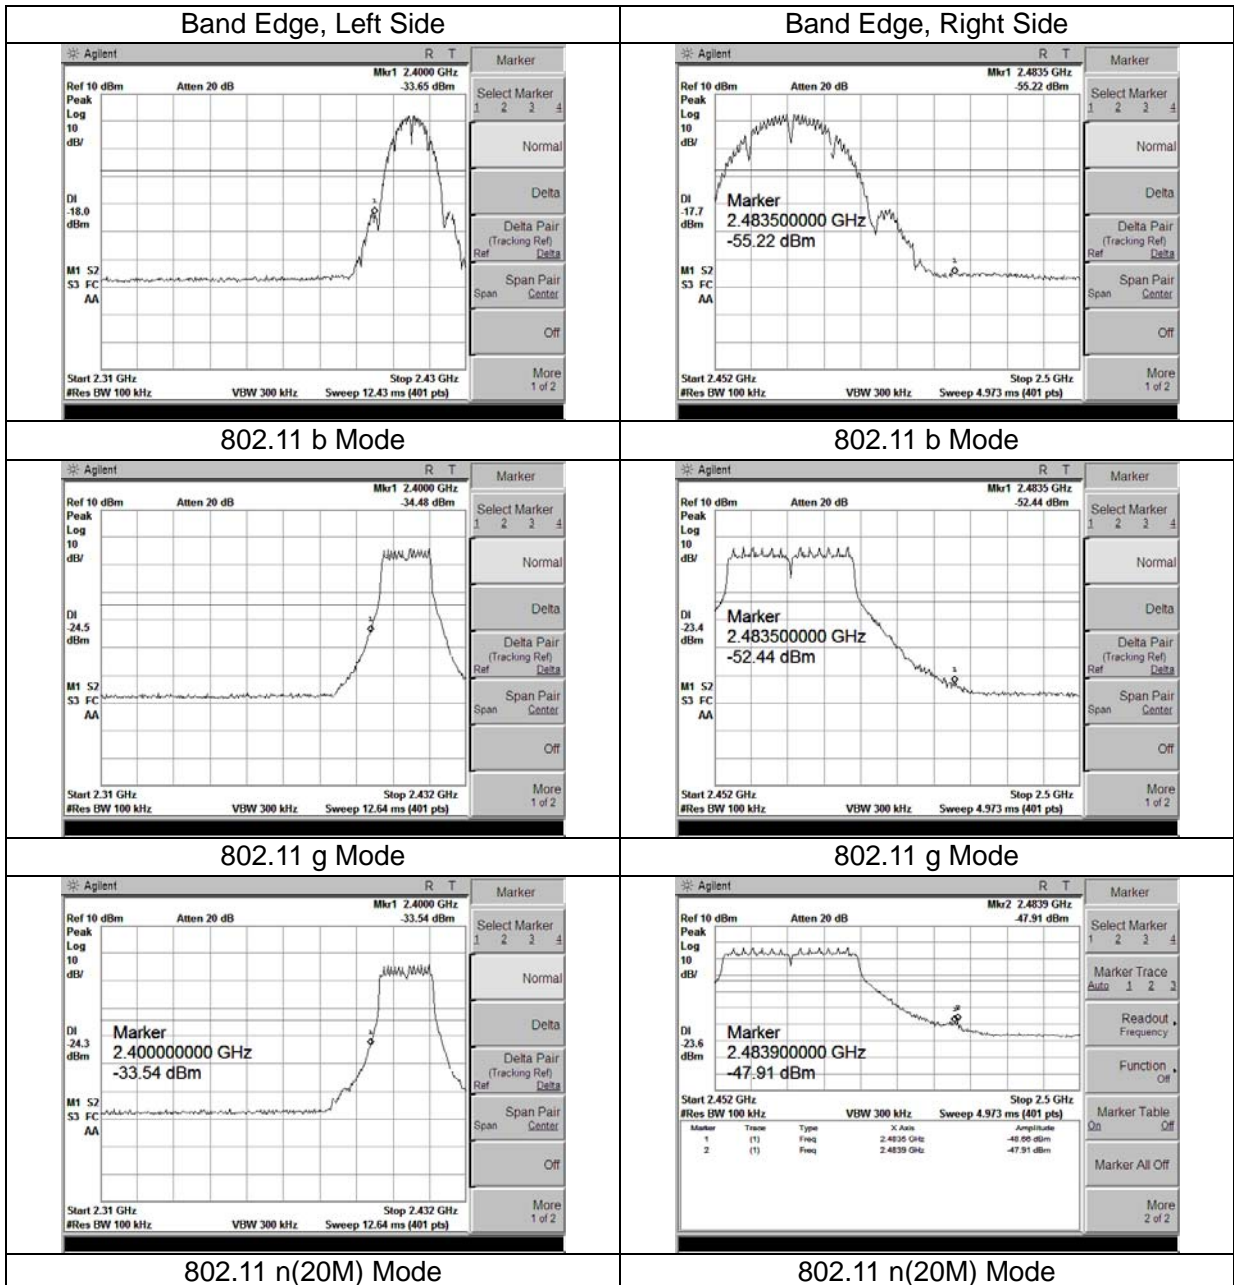 Band Edge, Left Side
Band Edge, Right Side
Agilent R T
Mkr1 2.4000 GHz
Ref 10 dBm Atten 20 dB -33.65 dBm
Peak
Log
10
dB/
DI
-18.0
dBm
M1 S2
S3 FC
AA
Start 2.31 GHz Stop 2.43 GHz
#Res BW 100 kHz VBW 300 kHz Sweep 12.43 ms (401 pts)
Marker
Select Marker
1 2 3 4
Normal
Delta
Delta Pair
(Tracking Ref)
Ref Delta
Span Pair
Span Center
Off
More
1 of 2
Agilent R T
Mkr1 2.4835 GHz
Ref 10 dBm Atten 20 dB -55.22 dBm
Peak
Log
10
dB/
DI
-17.7
dBm
Marker
2.483500000 GHz
-55.22 dBm
1
M1 S2
S3 FC
AA
Start 2.452 GHz Stop 2.5 GHz
#Res BW 100 kHz VBW 300 kHz Sweep 4.973 ms (401 pts)
Marker
Select Marker
1 2 3 4
Normal
Delta
Delta Pair
(Tracking Ref)
Ref Delta
Span Pair
Span Center
Off
More
1 of 2
802.11 b Mode
802.11 b Mode
Agilent R T
Mkr1 2.4000 GHz
Ref 10 dBm Atten 20 dB -34.48 dBm
Peak
Log
10
dB/
DI
-24.5
dBm
1
M1 S2
S3 FC
AA
Start 2.31 GHz Stop 2.432 GHz
#Res BW 100 kHz VBW 300 kHz Sweep 12.64 ms (401 pts)
Marker
Select Marker
1 2 3 4
Normal
Delta
Delta Pair
(Tracking Ref)
Ref Delta
Span Pair
Span Center
Off
More
1 of 2
Agilent R T
Mkr1 2.4835 GHz
Ref 10 dBm Atten 20 dB -52.44 dBm
Peak
Log
10
dB/
DI
-23.4
dBm
Marker
2.483500000 GHz
-52.44 dBm
1
M1 S2
S3 FC
AA
Start 2.452 GHz Stop 2.5 GHz
#Res BW 100 kHz VBW 300 kHz Sweep 4.973 ms (401 pts)
Marker
Select Marker
1 2 3 4
Normal
Delta
Delta Pair
(Tracking Ref)
Ref Delta
Span Pair
Span Center
Off
More
1 of 2
802.11 g Mode
802.11 g Mode
Agilent R T
Mkr1 2.4000 GHz
Ref 10 dBm Atten 20 dB -33.54 dBm
Peak
Log
10
dB/
DI
-24.3
dBm
Marker
2.400000000 GHz
-33.54 dBm
1
M1 S2
S3 FC
AA
Start 2.31 GHz Stop 2.432 GHz
#Res BW 100 kHz VBW 300 kHz Sweep 12.64 ms (401 pts)
Marker
Select Marker
1 2 3 4
Normal
Delta
Delta Pair
(Tracking Ref)
Ref Delta
Span Pair
Span Center
Off
More
1 of 2
Agilent R T
Mkr2 2.4839 GHz
Ref 10 dBm Atten 20 dB -47.91 dBm
Peak
Log
10
dB/
DI
-23.6
dBm
Marker
2.483900000 GHz
-47.91 dBm
Start 2.452 GHz Stop 2.5 GHz
#Res BW 100 kHz VBW 300 kHz Sweep 4.973 ms (401 pts)
Marker Trace Type X Axis Amplitude
1 (1) Freq 2.4835 GHz
2 (1) Freq 2.4839 GHz -47.91 dBm
Marker
Select Marker
1 2 3 4
Marker Trace
Auto 1 2 3
Readout
Frequency
Function
Off
Marker Table
On Off
Marker All Off
More
2 of 2
802.11 n(20M) Mode
802.11 n(20M) Mode